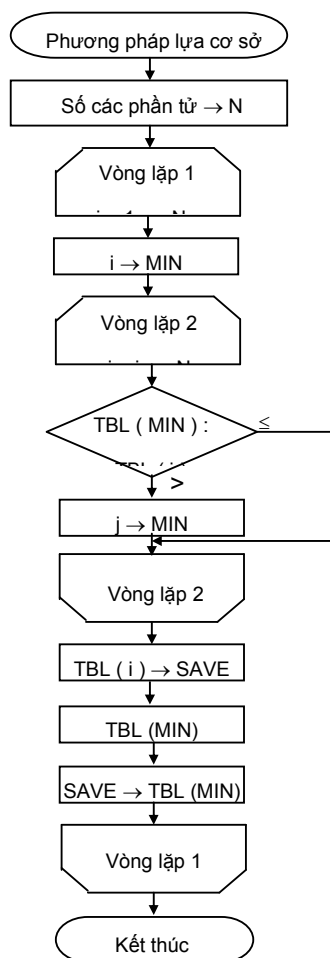 Phương pháp lựa cơ sở
Số các phần tử → N
Vòng lặp 1
i → MIN
Vòng lặp 2
TBL ( MIN ) :
≤
>
j → MIN
Vòng lặp 2
TBL ( i ) → SAVE
TBL (MIN)
SAVE → TBL (MIN)
Vòng lặp 1
Kết thúc